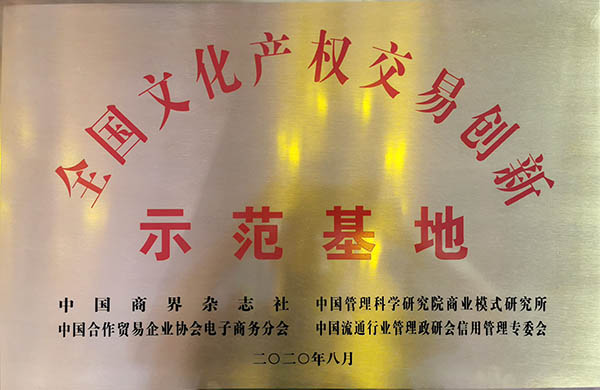 全国文化产权交易创新
示范基地
中国商界杂志社 中国管理科学研究院商业模式研究所
中国合作贸易企业协会电子商务分会 中国流通行业管理政研会信用管理专委会
二〇二〇年八月